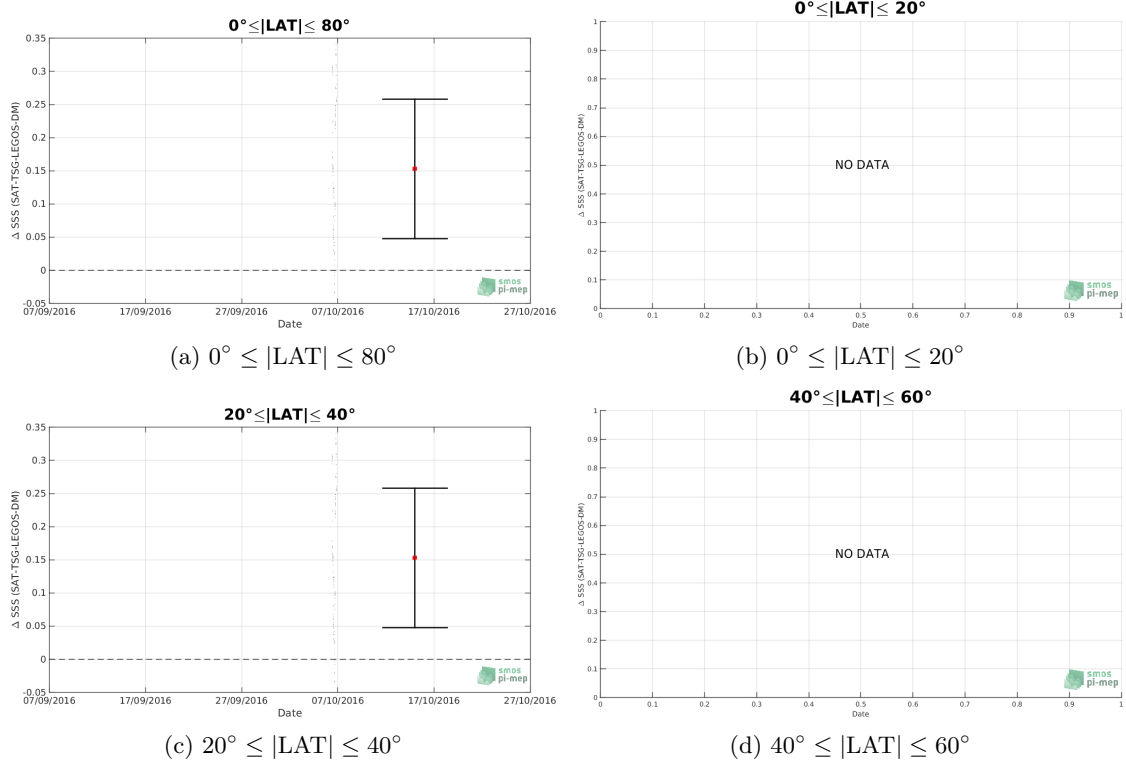 0°≤|LAT|≤ 80°
0.35
0.3
0.25
0.2
0.15
0.1
0.05
0
-0.05
Δ SSS (SAT-TSG-LEGOS-DM)
07/09/2016 17/09/2016 27/09/2016 07/10/2016 17/10/2016 27/10/2016
Date
smos
pi-mep
(a) 0° ≤ |LAT| ≤ 80°
0°≤|LAT|≤ 20°
1
0.9
0.8
0.7
0.6
0.5
0.4
0.3
0.2
0.1
0
Δ SSS (SAT-TSG-LEGOS-DM)
NO DATA
0 0.1 0.2 0.3 0.4 0.5 0.6 0.7 0.8 0.9 1
Date
smos
pi-mep
(b) 0° ≤ |LAT| ≤ 20°
20°≤|LAT|≤ 40°
0.35
0.3
0.25
0.2
0.15
0.1
0.05
0
-0.05
Δ SSS (SAT-TSG-LEGOS-DM)
07/09/2016 17/09/2016 27/09/2016 07/10/2016 17/10/2016 27/10/2016
Date
smos
pi-mep
(c) 20° ≤ |LAT| ≤ 40°
40°≤|LAT|≤ 60°
1
0.9
0.8
0.7
0.6
0.5
0.4
0.3
0.2
0.1
0
Δ SSS (SAT-TSG-LEGOS-DM)
NO DATA
0 0.1 0.2 0.3 0.4 0.5 0.6 0.7 0.8 0.9 1
Date
smos
pi-mep
(d) 40° ≤ |LAT| ≤ 60°